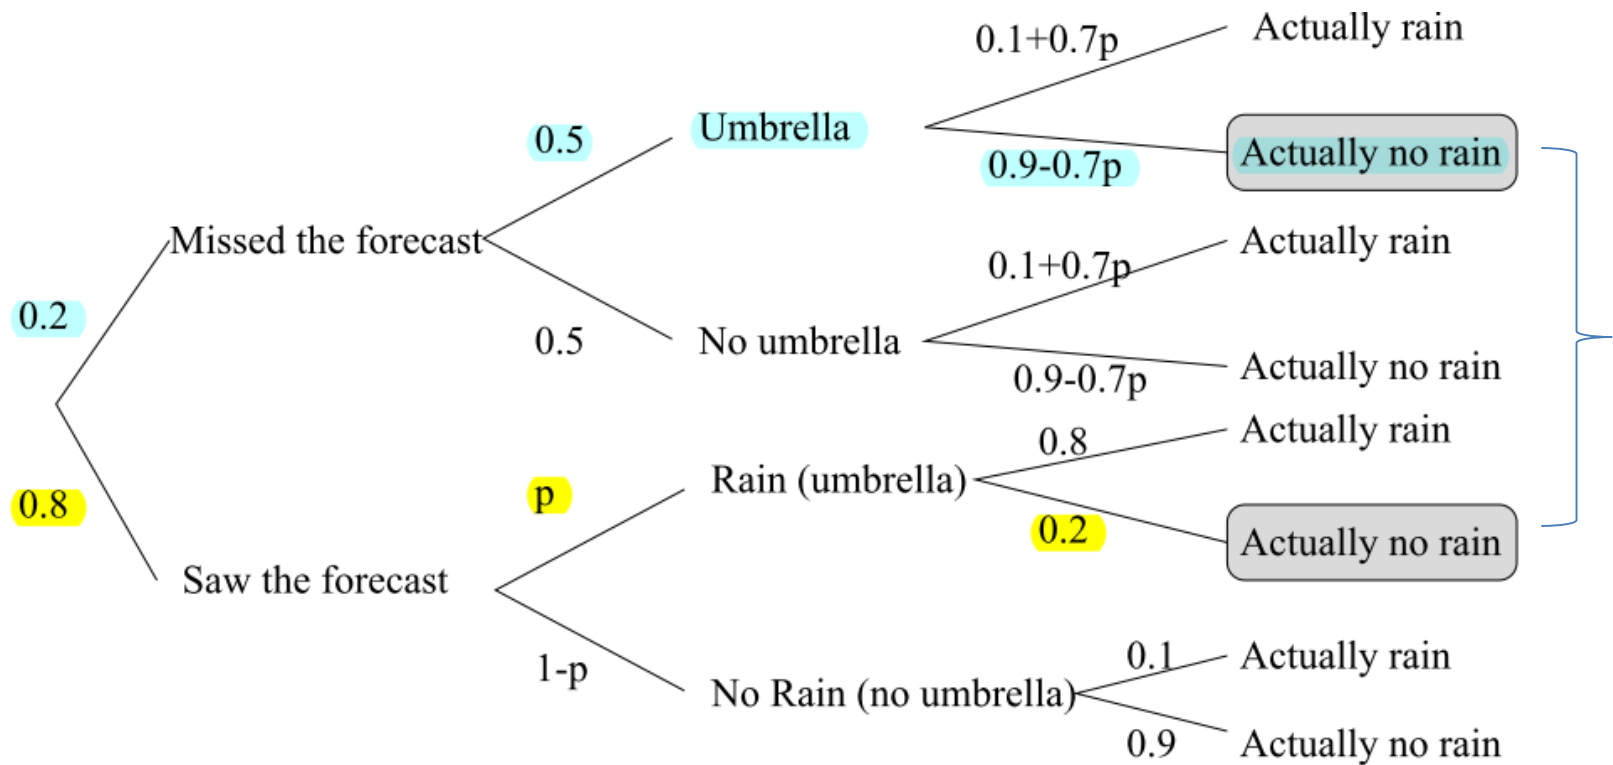 0.1+0.7p
Actually rain
0.5
Umbrella
0.9-0.7p
Actually no rain
Missed the forecast
0.1+0.7p
Actually rain
0.2
0.5
No umbrella
0.9-0.7p
Actually no rain
0.8
Actually rain
0.8
p
Rain (umbrella)
0.2
Actually no rain
Saw the forecast
1-p
No Rain (no umbrella)
0.1
Actually rain
0.9
Actually no rain